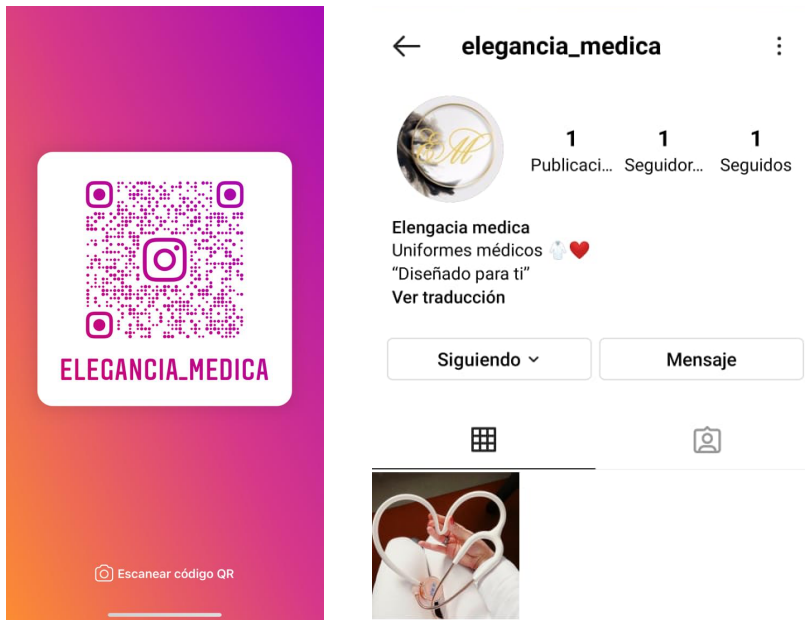 ELEGANCIA_MEDICA
Escanear código QR
elegancia_medica
EM
1 1 1
Publicaci... Seguidor... Seguidos
Elengacia medica
Uniformes médicos 🥼❤️
“Diseñado para ti”
Ver traducción
Siguiendo
Mensaje